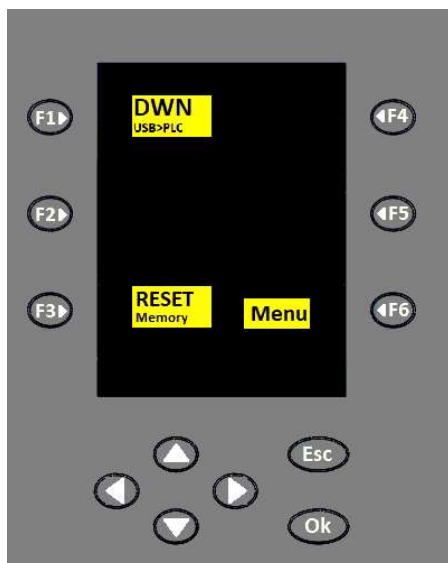 F1
DWN
USB>PLC
F4
F2
F5
F3
RESET
Memory
Menu
F6
Esc
Ok